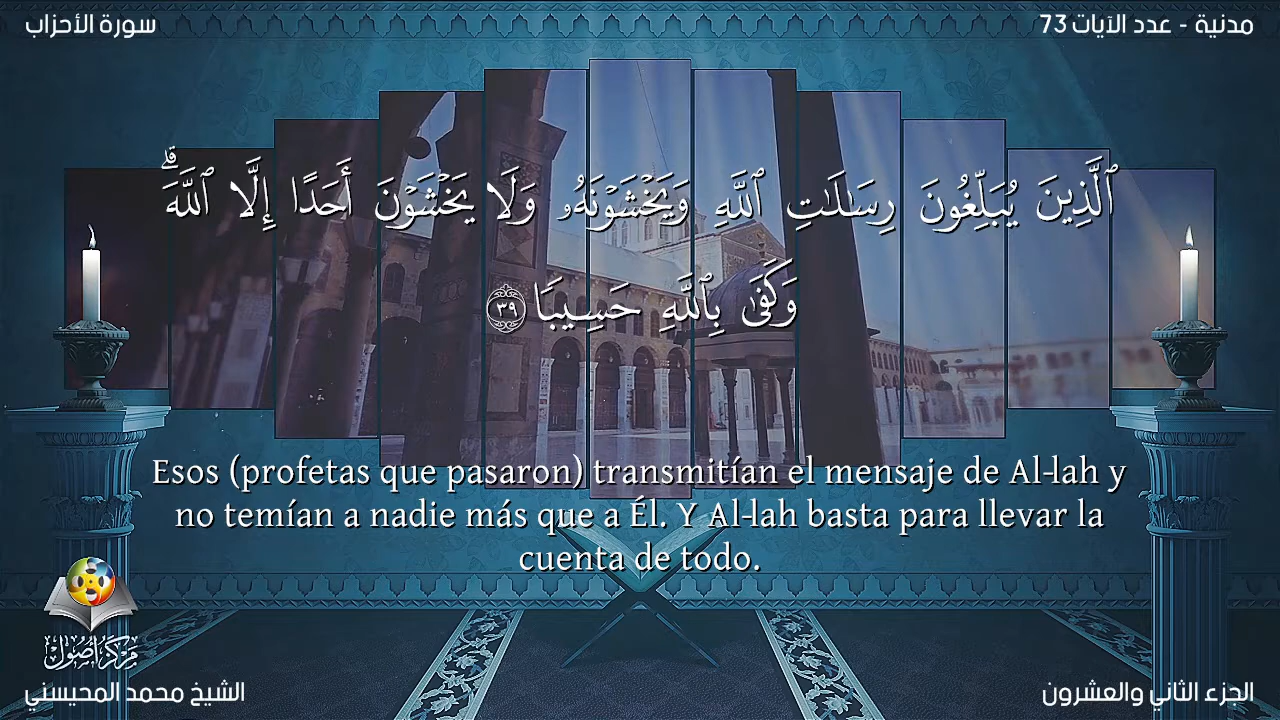 سورة الأحزاب
مدنية - عدد الآيات 73
ٱلَّذِينَ يُبَلِّغُونَ رِسَـٰلَـٰتِ ٱللَّهِ وَيَخْشَوْنَهُۥ وَلَا يَخْشَوْنَ أَحَدًا إِلَّا ٱللَّهَ ۗ
وَكَفَىٰ بِٱللَّهِ حَسِيبًا ٣٩
Esos (profetas que pasaron) transmitían el mensaje de Al-lah y
no temían a nadie más que a Él. Y Al-lah basta para llevar la
cuenta de todo.
مركز أصول
الشيخ محمد المحيسني
الجزء الثاني والعشرون